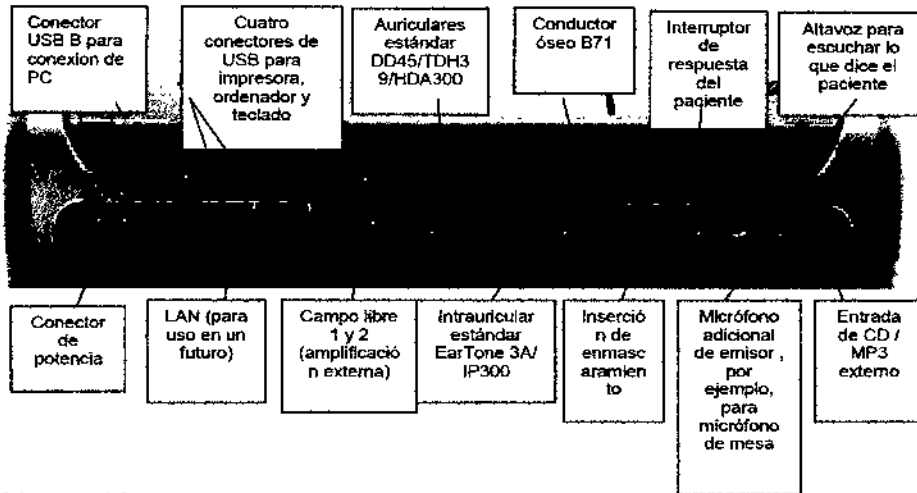 Conector
USB B para
conexion de
PC
Cuatro
conectores de
USB para
impresora,
ordenador y
teclado
Auriculares
estándar
DD45/TDH3
9/HDA300
Conductor
óseo B71
Interruptor
de
respuesta
del
paciente
Altavoz para
escuchar lo
que dice el
paciente
Conector
de
potencia
LAN (para
uso en un
futuro)
Campo libre
1 y 2
(amplificació
n externa)
Intrauricular
estándar
EarTone 3A/
IP300
Inserció
n de
enmasc
aramien
to
Micrófono
adicional
de emisor ,
por
ejemplo,
para
micrófono
de mesa
Entrada
de CD /
MP3
externo